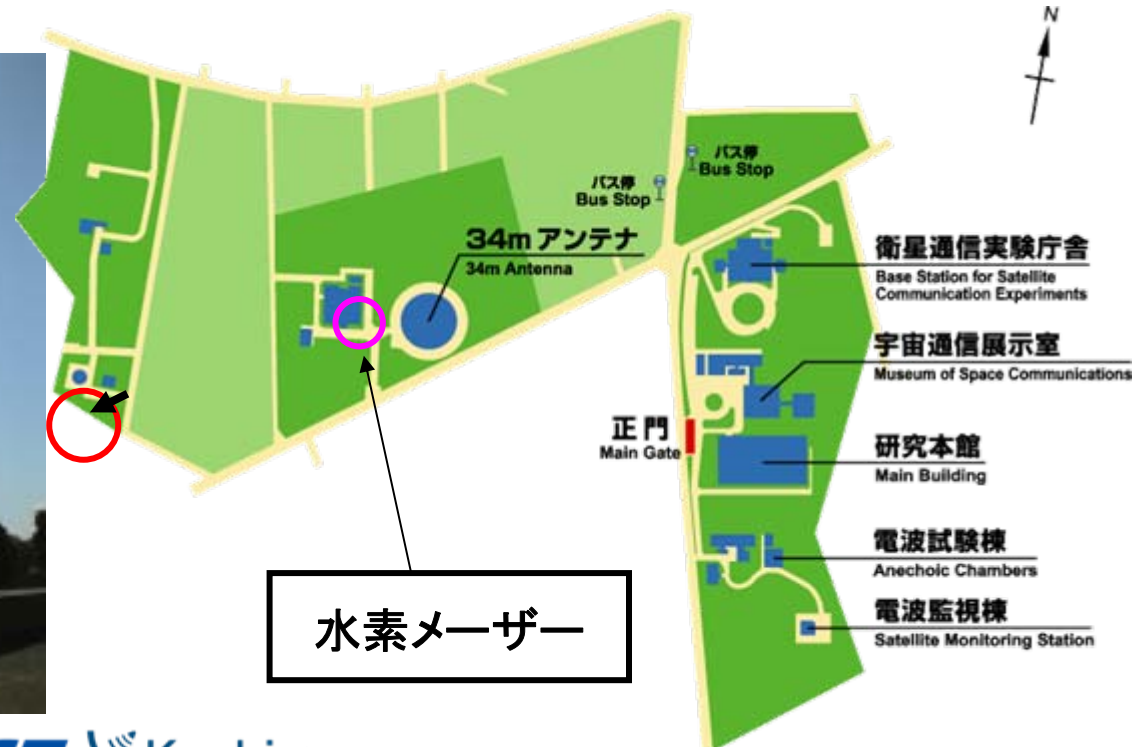 N
バス停
Bus Stop
バス停
Bus Stop
34m アンテナ
34m Antenna
衛星通信実験庁舎
Base Station for Satellite
Communication Experiments
宇宙通信展示室
Museum of Space Communications
正門
Main Gate
研究本館
Main Building
電波試験棟
Anechoic Chambers
水素メーザー
電波監視棟
Satellite Monitoring Station